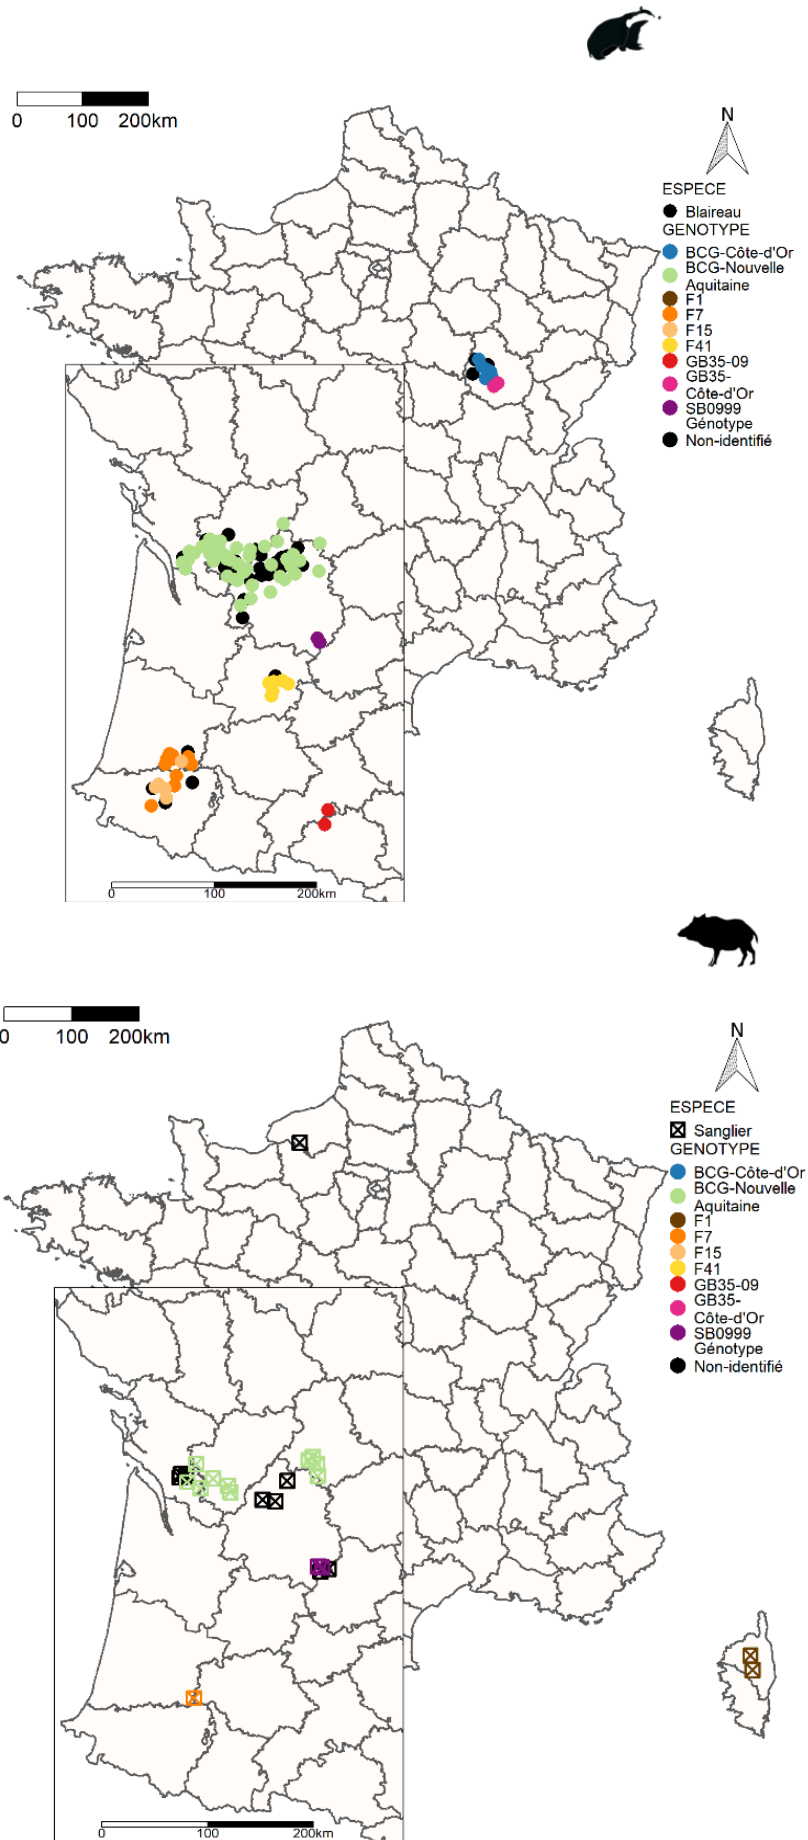 0 100 200km
N
ESPECE
Blaireau
GENOTYPE
BCG-Côte-d'Or
BCG-Nouvelle
Aquitaine
F1
F7
F15
F41
GB35-09
GB35-
Côte-d'Or
SB0999
Génotype
Non-identifié
0 100 200km
0 100 200km
N
ESPECE
Sanglier
GENOTYPE
BCG-Côte-d'Or
BCG-Nouvelle
Aquitaine
F1
F7
F15
F41
GB35-09
GB35-
Côte-d'Or
SB0999
Génotype
Non-identifié
0 100 200km